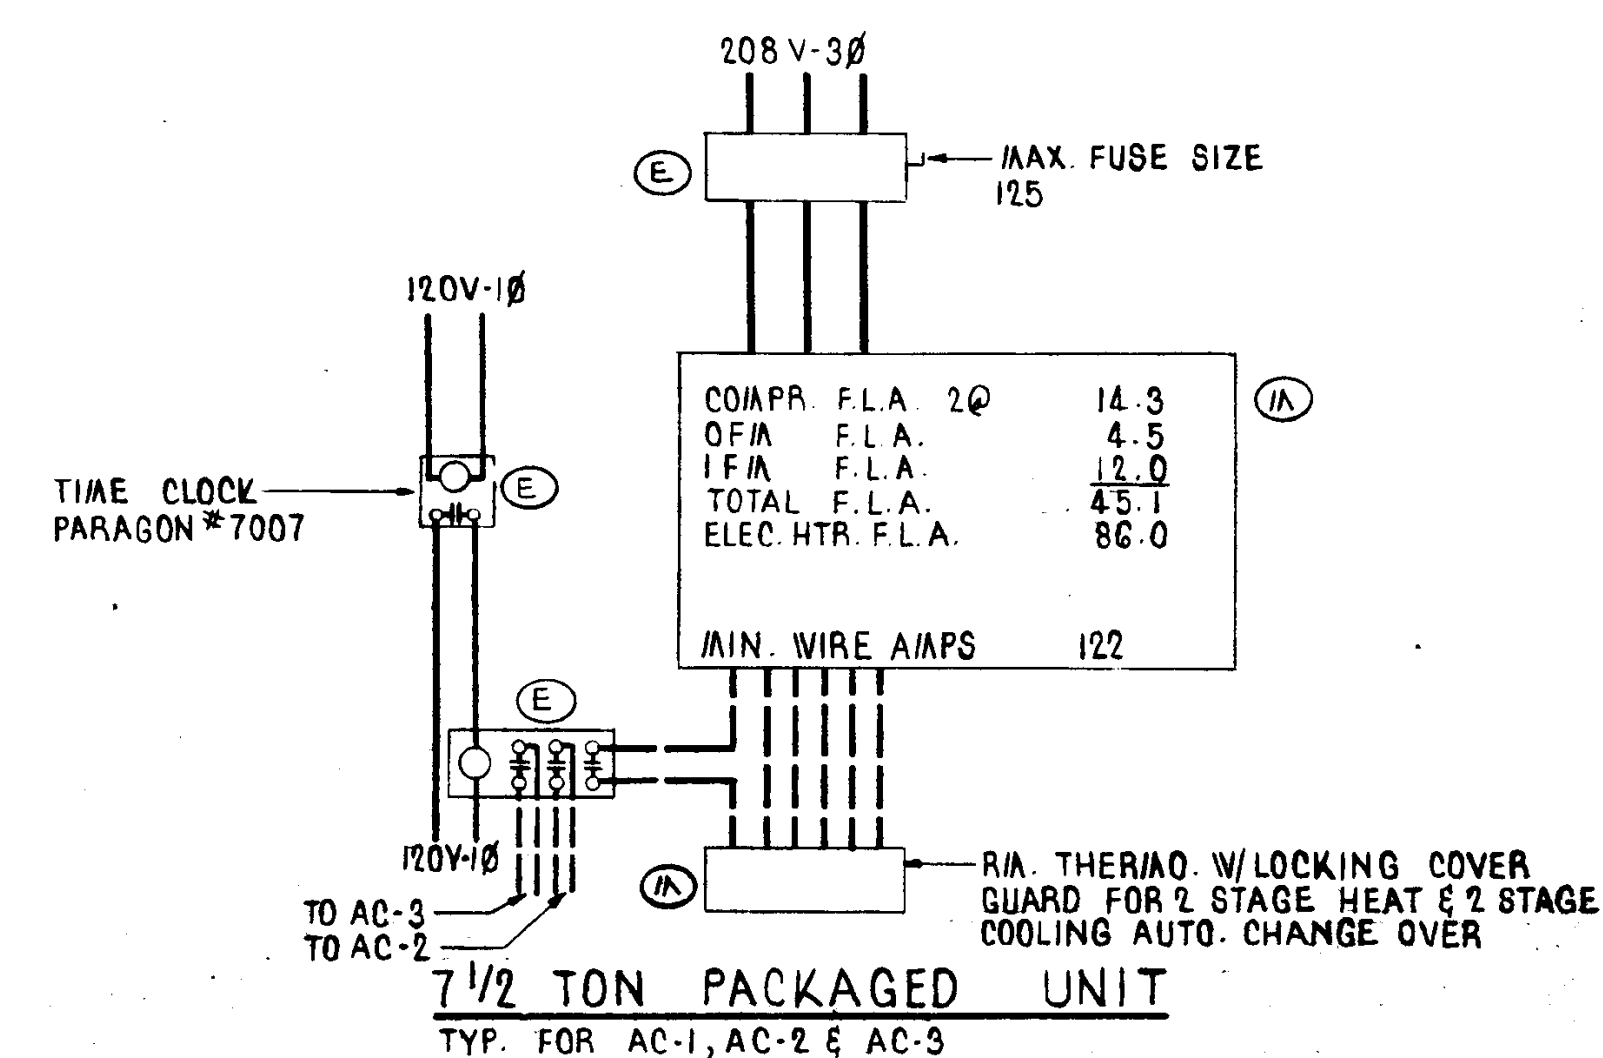 208 V-3Ø
E
MAX. FUSE SIZE
125
120V-1Ø
COMPR. F.L.A. 2@ 14.3
OFM F.L.A. 4.5
IFM F.L.A. 12.0
TOTAL F.L.A. 45.1
ELEC. HTR. F.L.A. 86.0
MIN. WIRE AMPS 122
M
TIME CLOCK
PARAGON #7007
E
E
120V-1Ø
TO AC-3
TO AC-2
M
RM. THERMO. W/LOCKING COVER
GUARD FOR 2 STAGE HEAT & 2 STAGE
COOLING AUTO. CHANGE OVER
7 1/2 TON PACKAGED UNIT
TYP. FOR AC-1, AC-2 & AC-3